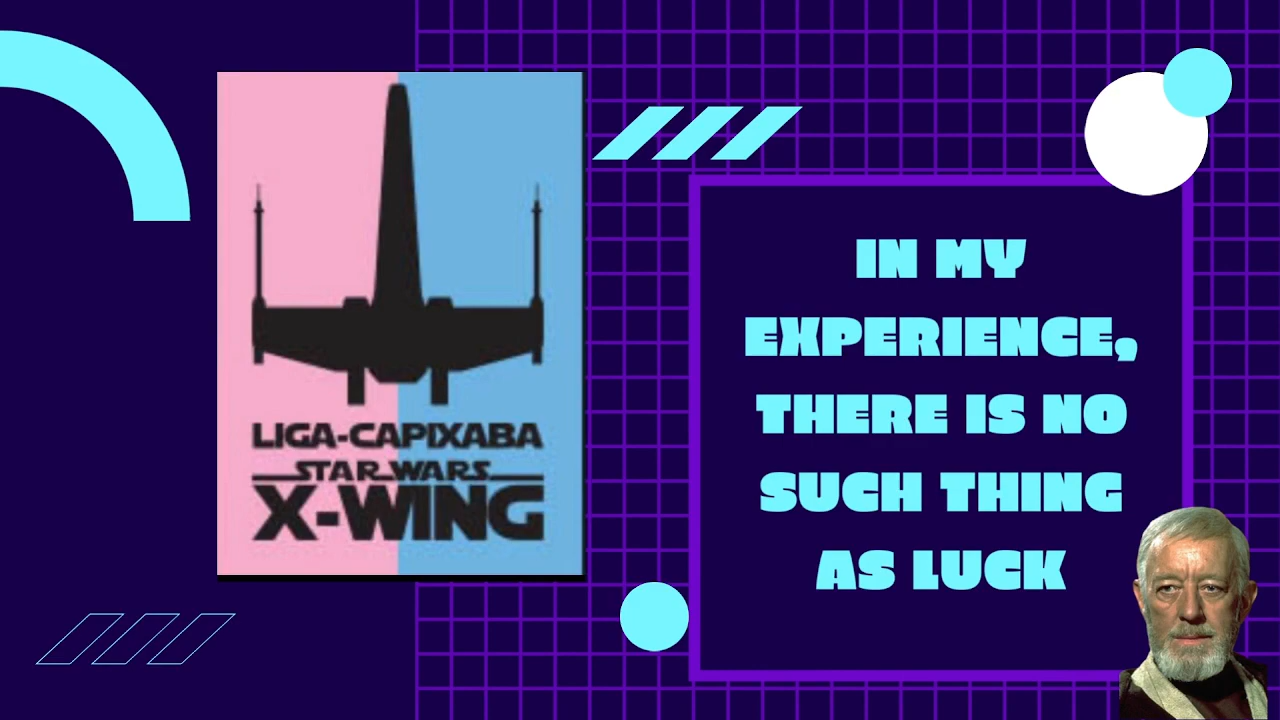 LIGA-CAPIXABA
STAR WARS
X-WING
IN MY
EXPERIENCE,
THERE IS NO
SUCH THING
AS LUCK